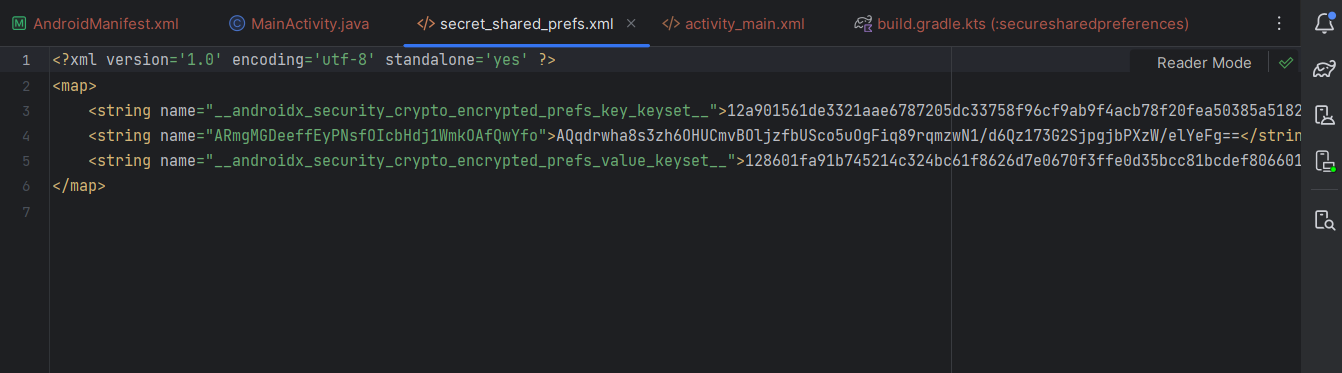 AndroidManifest.xml MainActivity.java secret_shared_prefs.xml activity_main.xml build.gradle.kts (:securesharedpreferences)
Reader Mode
1 <?xml version='1.0' encoding='utf-8' standalone='yes' ?>
2 <map>
3 <string name="__androidx_security_crypto_encrypted_prefs_key_keyset__">12a901561de3321aae6787205dc33758f96cf9ab9f4acb78f20fea50385a5182
4 <string name="ARmgMGDeeffEyPNsfOIcbHdj1WmkOAfQwYfo">AQqdrwha8s3zh6OHUCmvBOljzfbUSco5uOgFiq89rqmzwN1/d6Qz173G2SjpgjbPXzW/elYeFg==</strin
5 <string name="__androidx_security_crypto_encrypted_prefs_value_keyset__">128601fa91b745214c324bc61f8626d7e0670f3ffe0d35bcc81bcdef806601
6 </map>
7